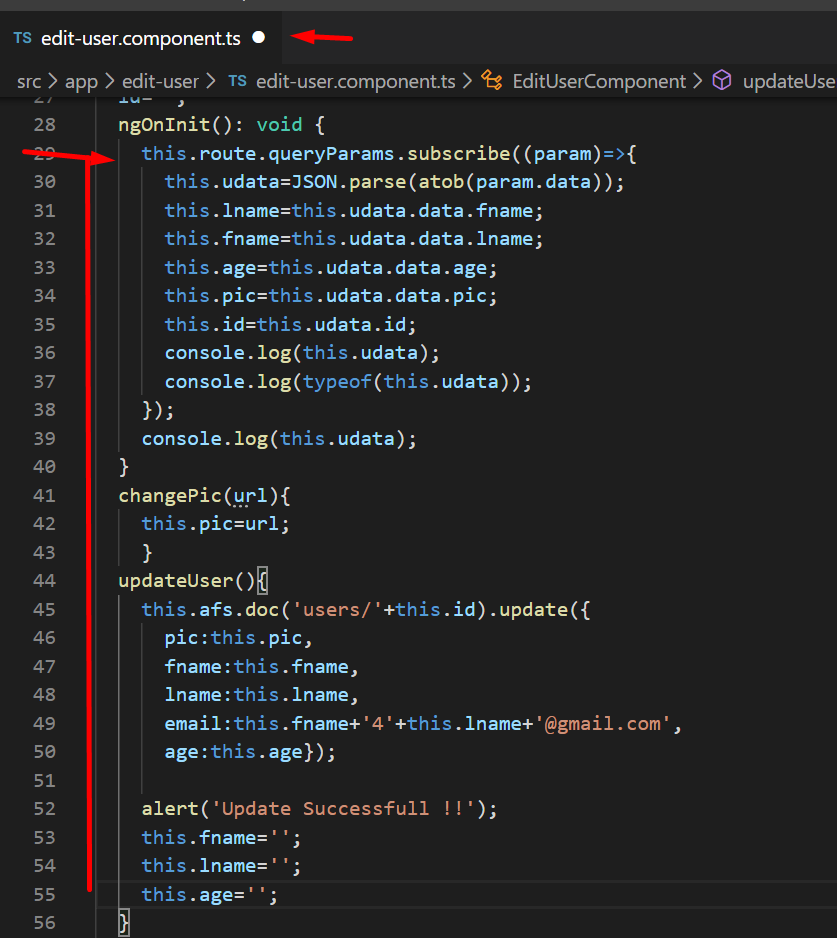 TS edit-user.component.ts
src > app > edit-user > TS edit-user.component.ts > EditUserComponent > updateUse
27 id='';
28 ngOnInit(): void {
29 this.route.queryParams.subscribe((param)=>{
30 this.udata=JSON.parse(atob(param.data));
31 this.lname=this.udata.data.fname;
32 this.fname=this.udata.data.lname;
33 this.age=this.udata.data.age;
34 this.pic=this.udata.data.pic;
35 this.id=this.udata.id;
36 console.log(this.udata);
37 console.log(typeof(this.udata));
38 });
39 console.log(this.udata);
40 }
41 changePic(url){
42 this.pic=url;
43 }
44 updateUser(){
45 this.afs.doc('users/'+this.id).update({
46 pic:this.pic,
47 fname:this.fname,
48 lname:this.lname,
49 email:this.fname+'4'+this.lname+'@gmail.com',
50 age:this.age});
51
52 alert('Update Successfull !!');
53 this.fname='';
54 this.lname='';
55 this.age='';
56 }